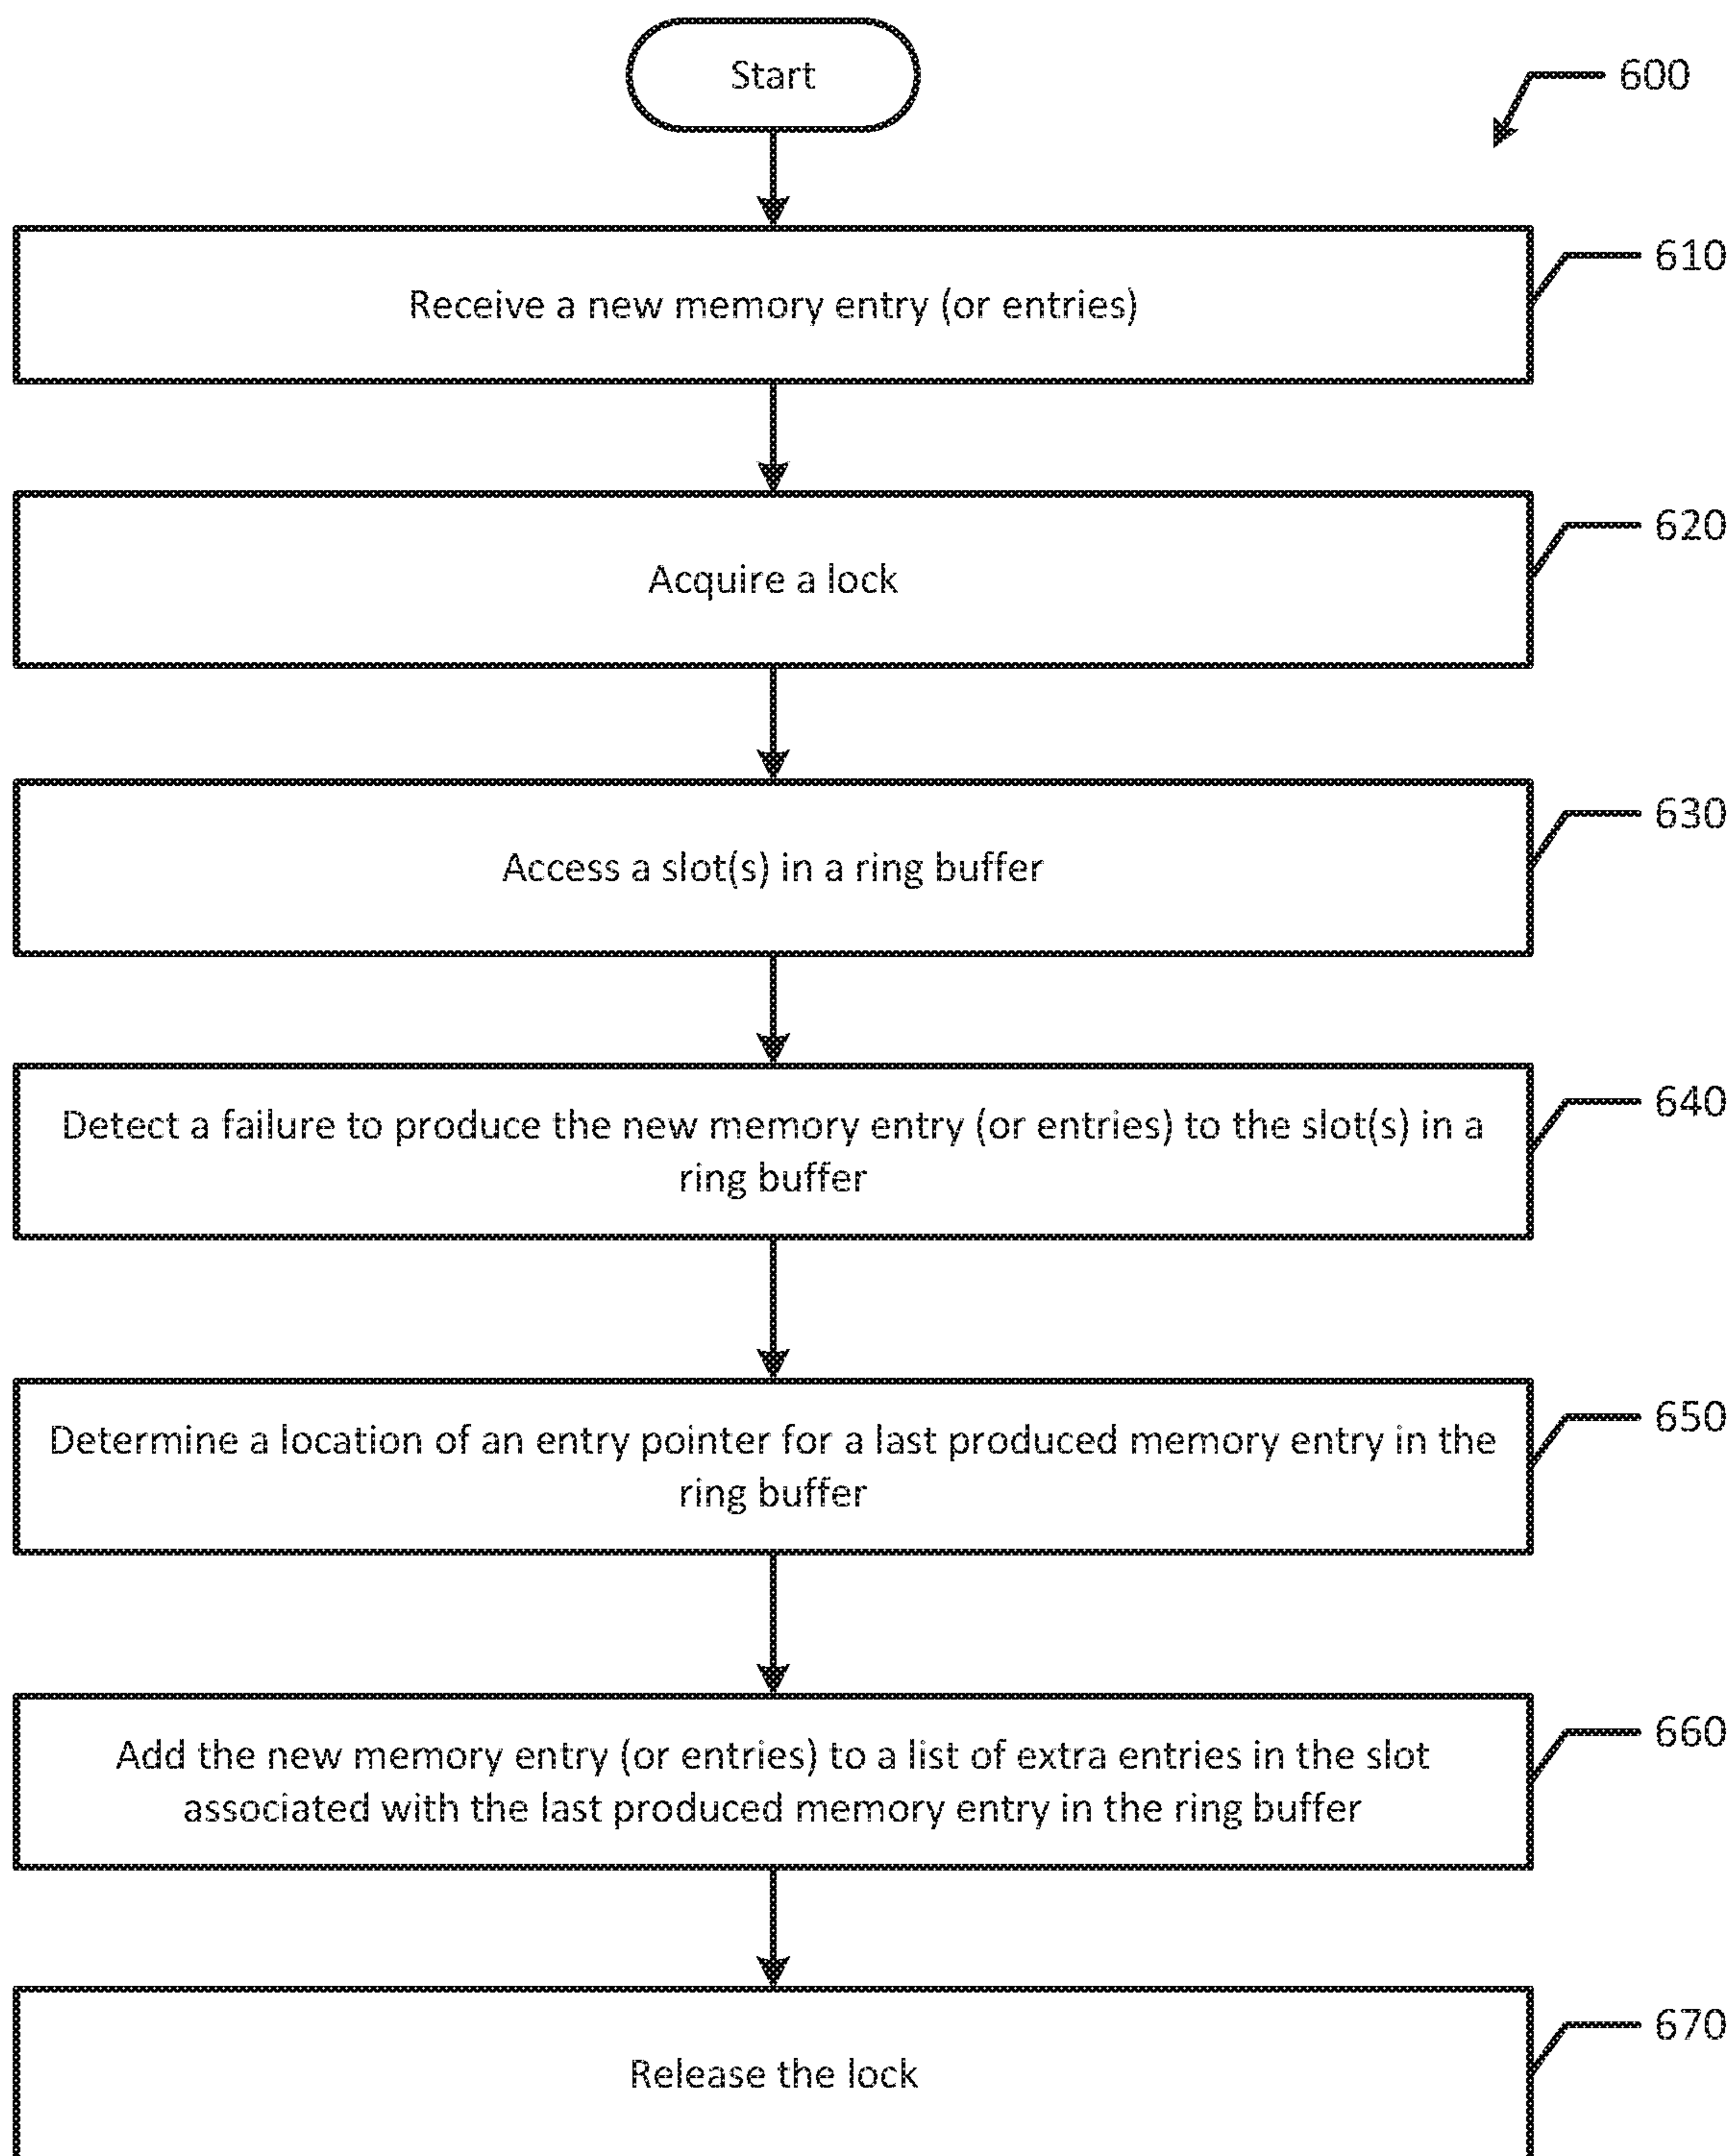 Start
600
Receive a new memory entry (or entries)
610
Acquire a lock
620
Access a slot(s) in a ring buffer
630
Detect a failure to produce the new memory entry (or entries) to the slot(s) in a
ring buffer
640
Determine a location of an entry pointer for a last produced memory entry in the
ring buffer
650
Add the new memory entry (or entries) to a list of extra entries in the slot
associated with the last produced memory entry in the ring buffer
660
Release the lock
670